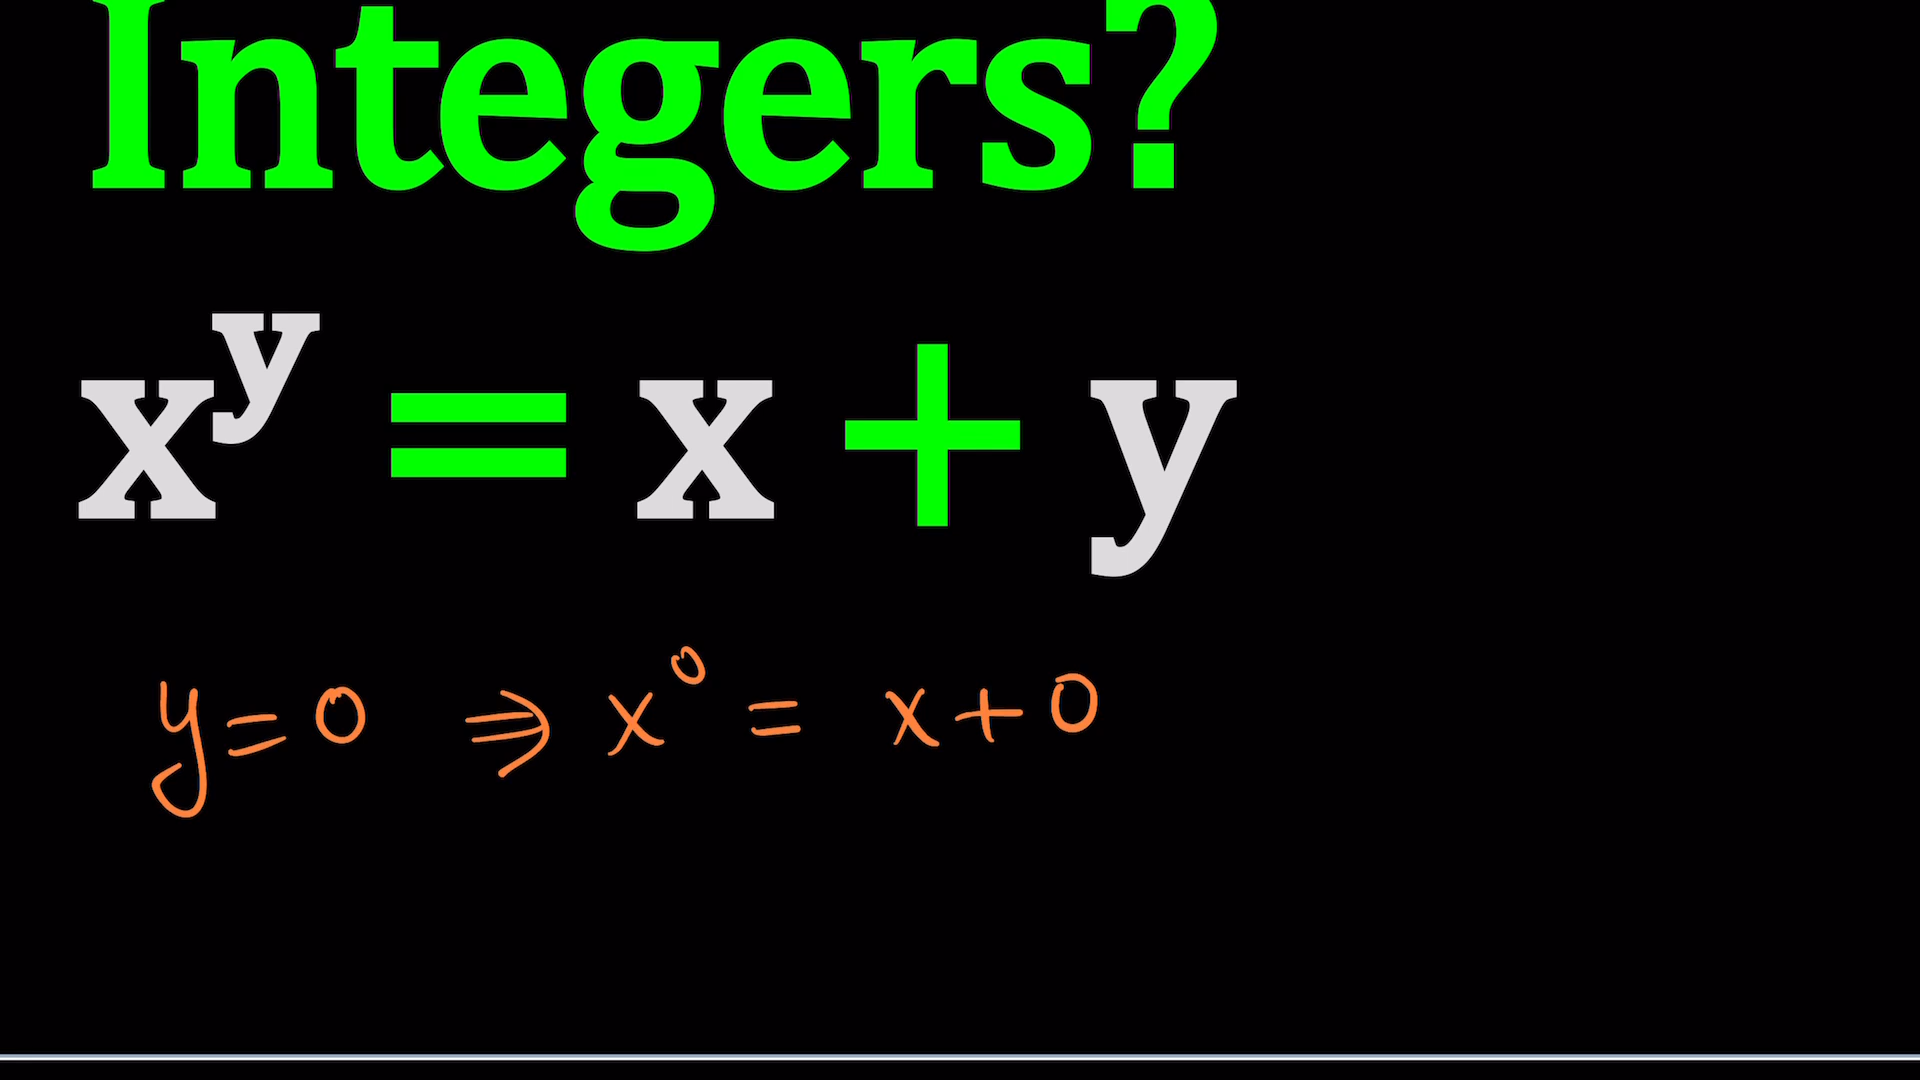 Integers?
x^y = x + y
y = 0 ⇒ x^0 = x + 0